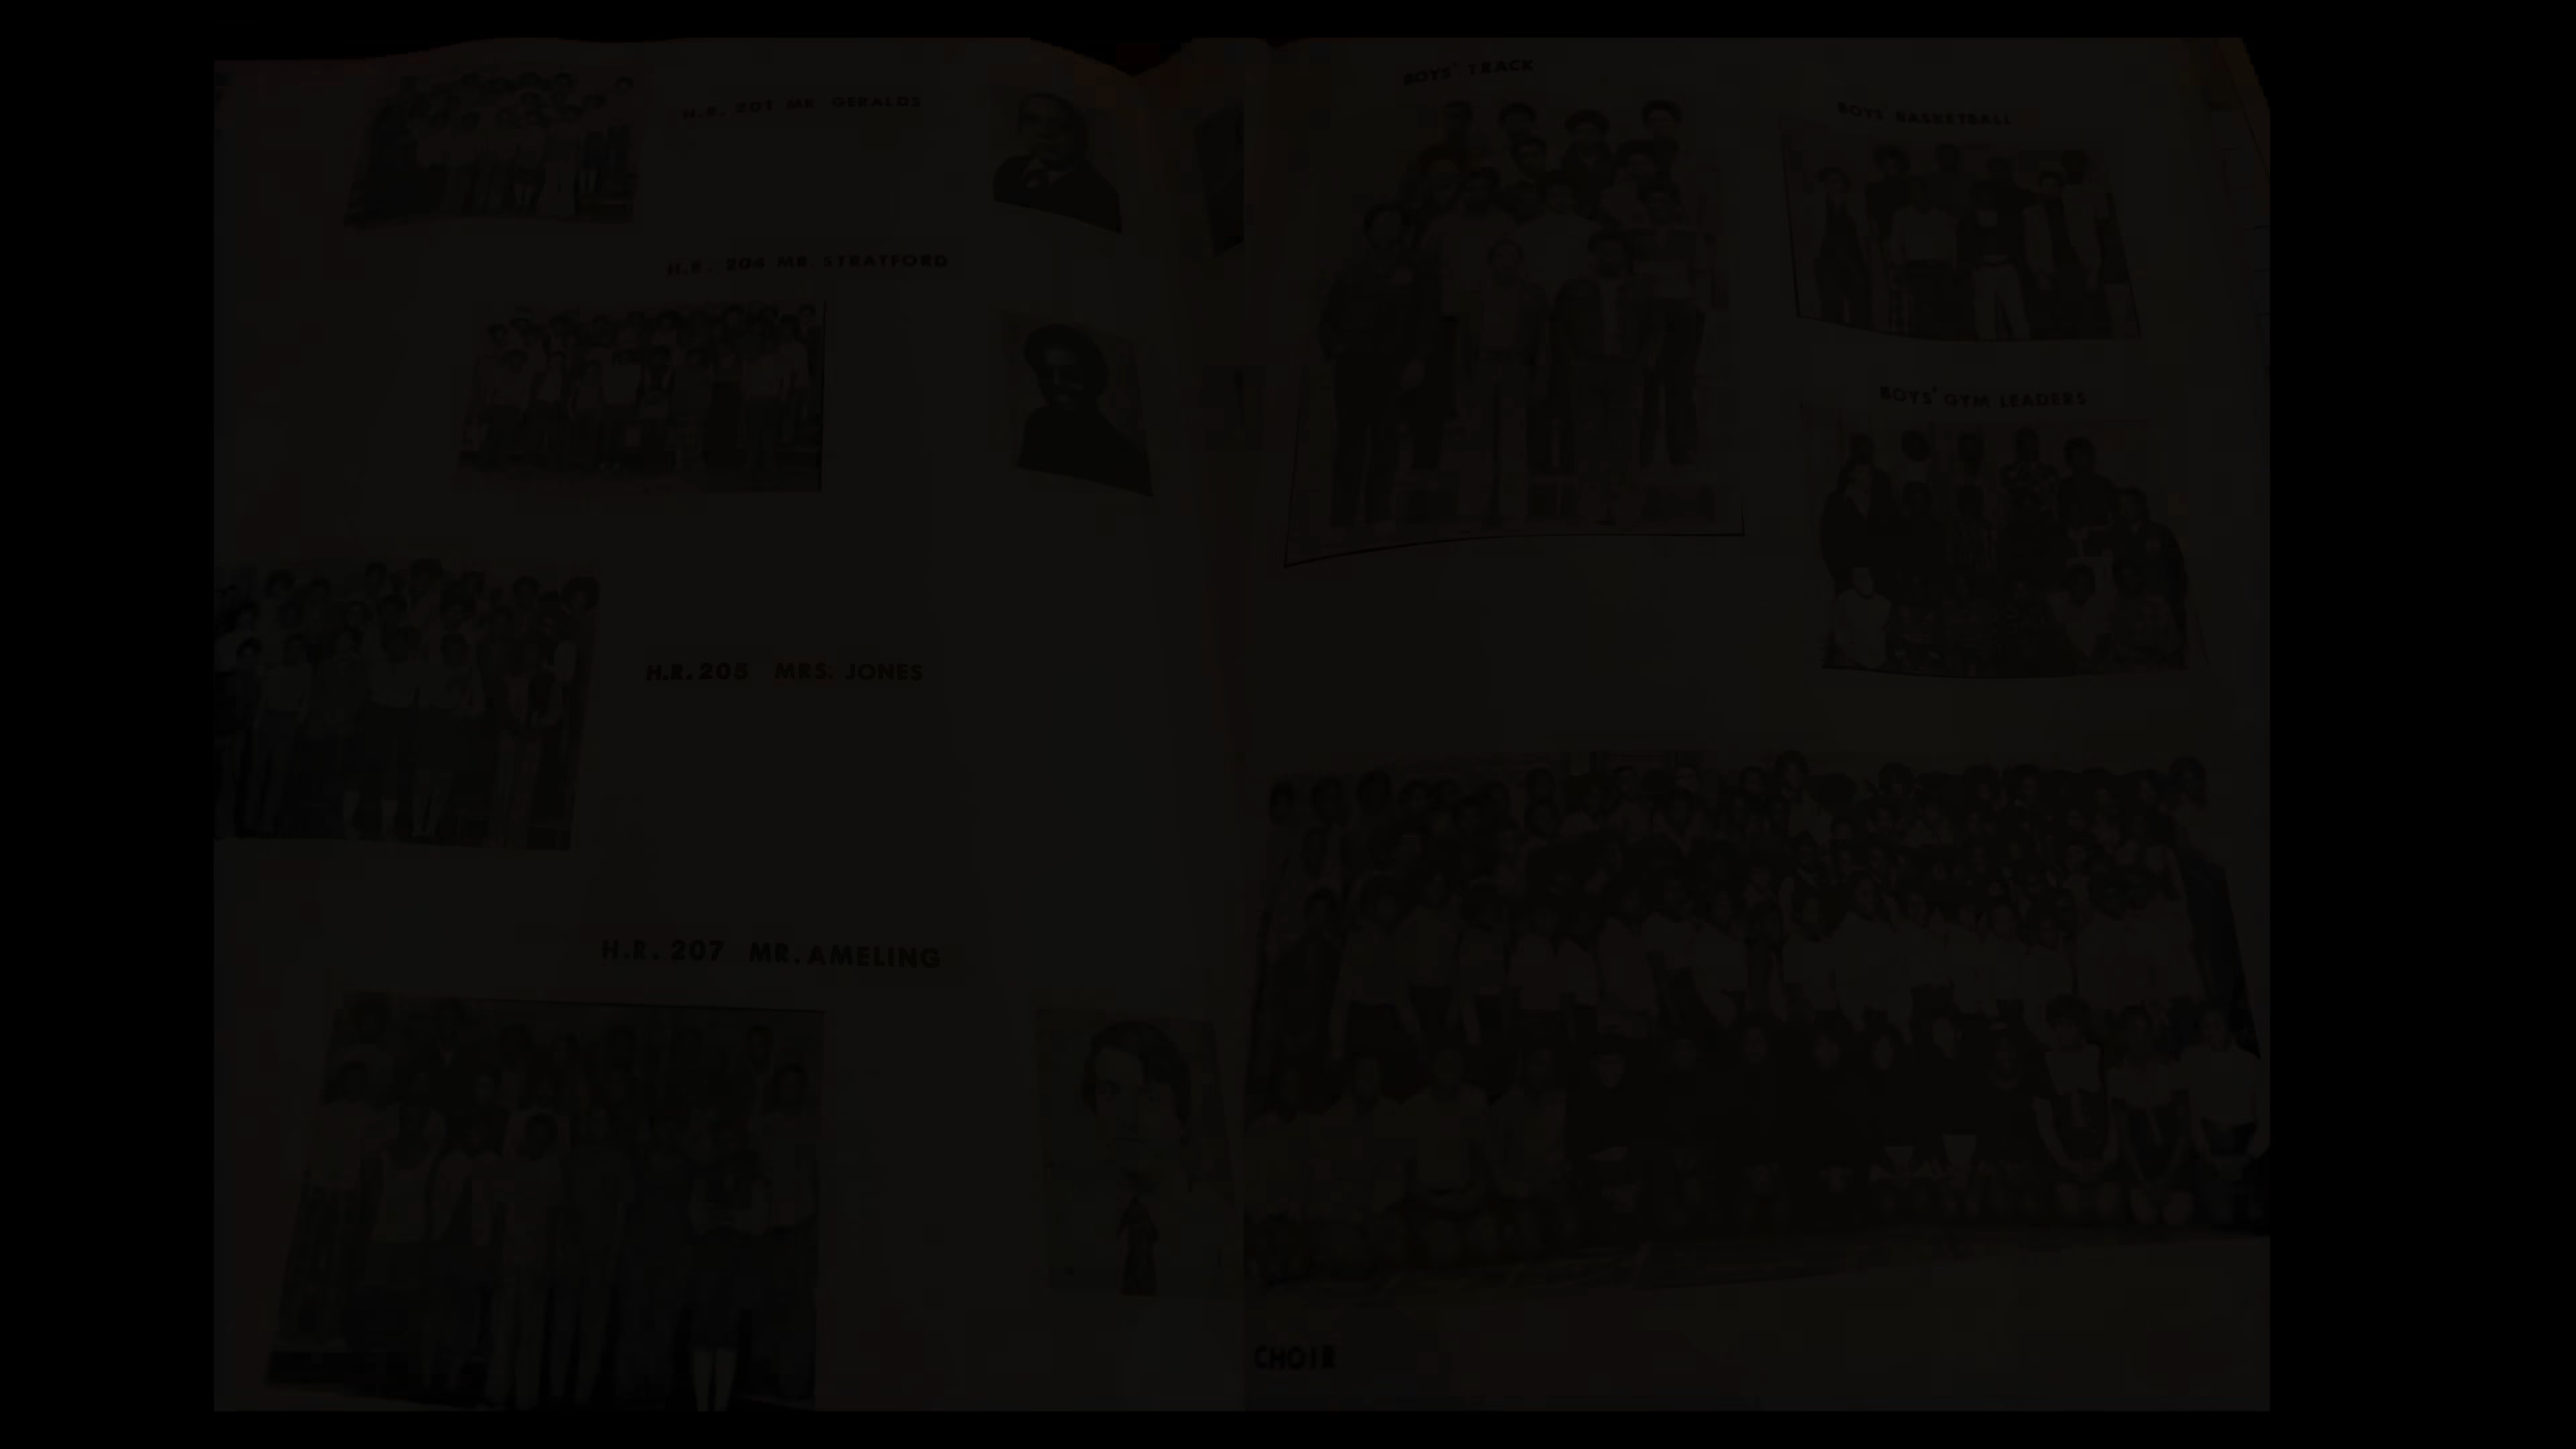 H.R. 201 MR GERALDS
H.R. 204 MR. STRATFORD
H.R. 205 MRS. JONES
H.R. 207 MR. AMELING
BOYS' TRACK
BOYS BASKETBALL
BOYS' GYM LEADERS
CHOIR